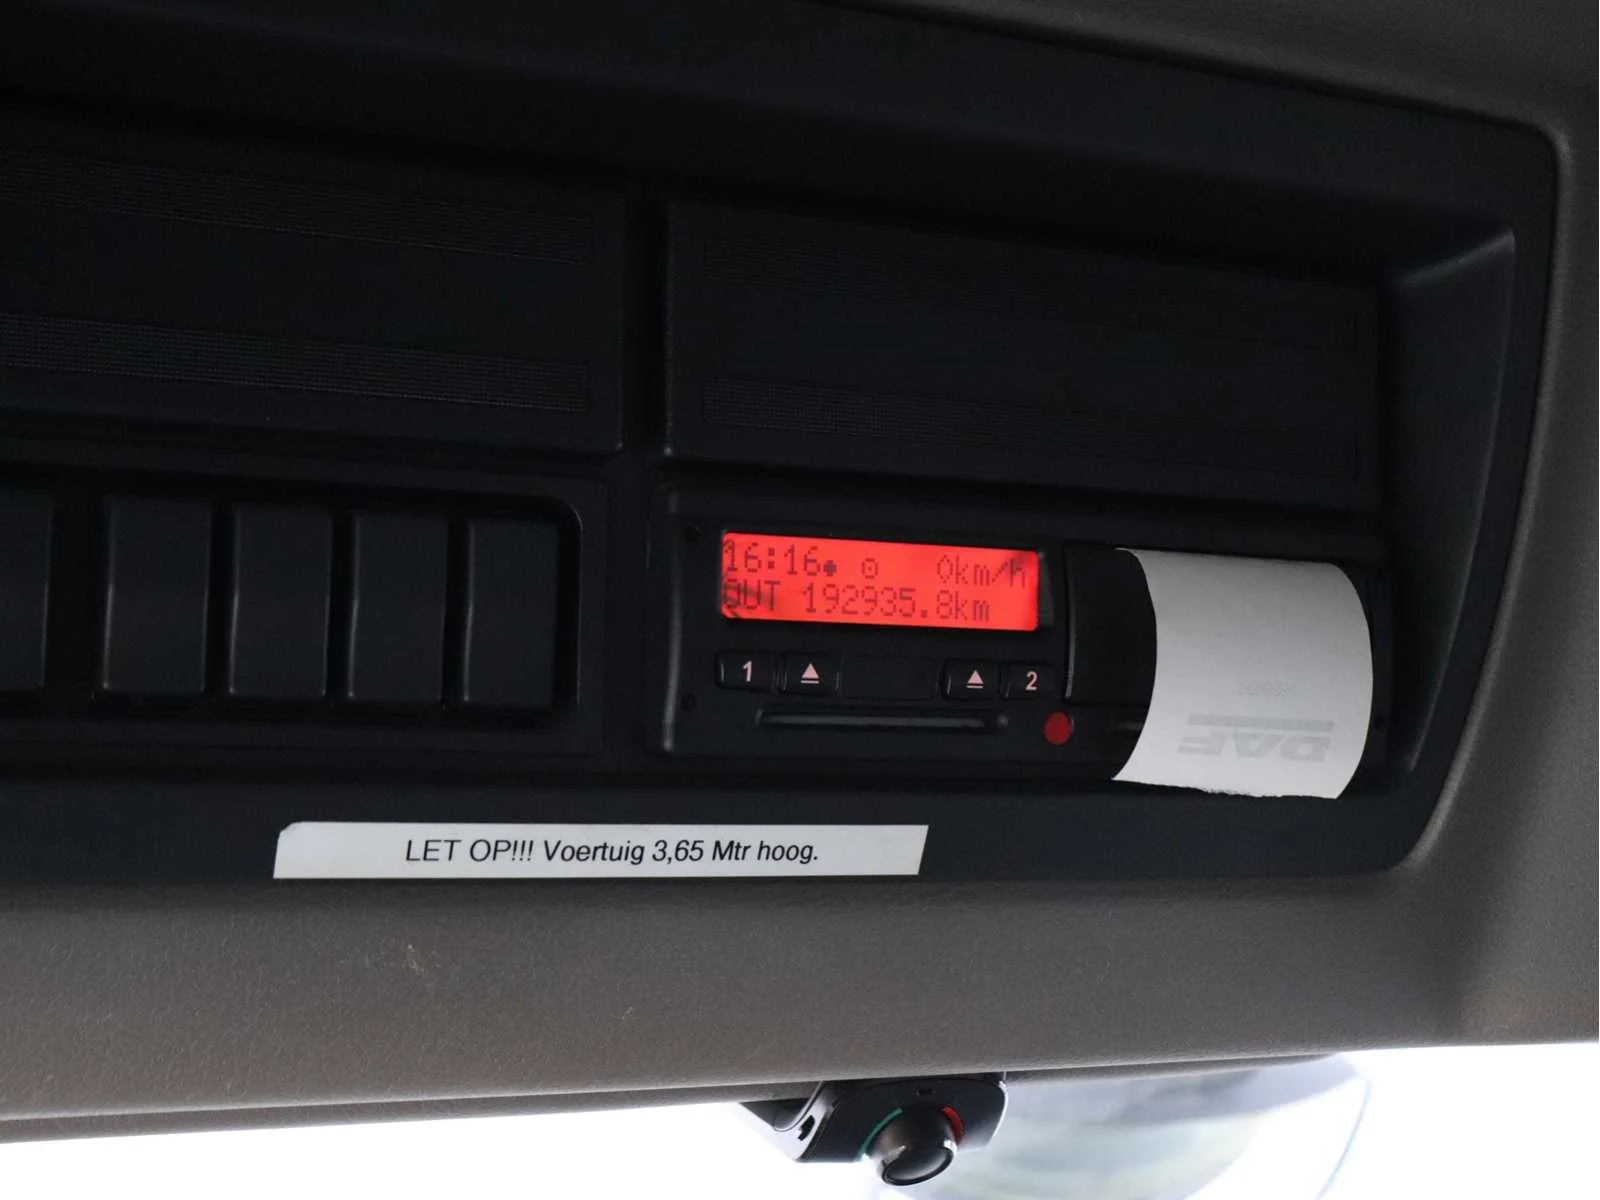 16:16 0km/h
OUT 192935.8km
1 2
DAF
LET OP!!! Voertuig 3,65 Mtr hoog.